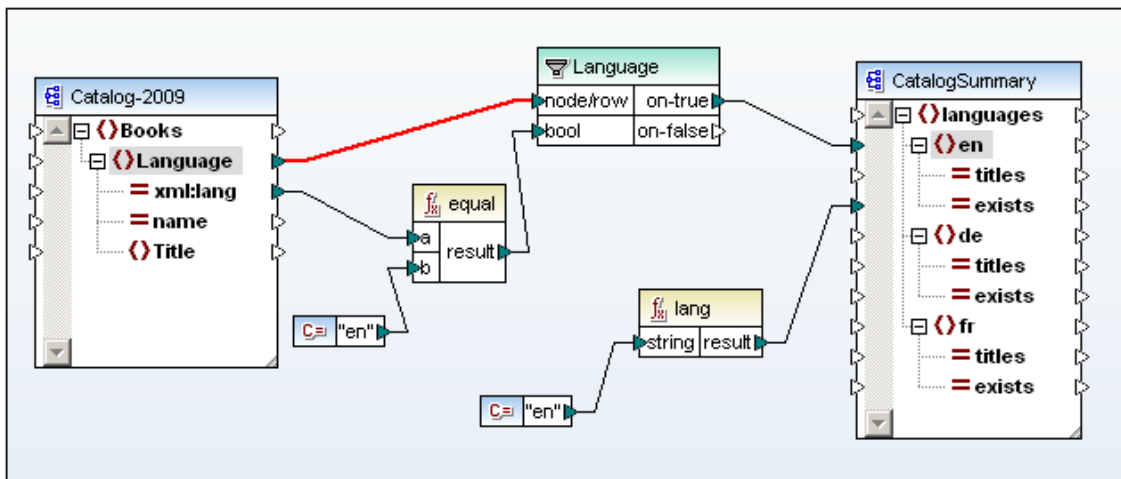 Catalog-2009
Books
Language
xml:lang
name
Title
C= "en"
equal
a
b
result
Language
node/row on-true
bool on-false
C= "en"
lang
string result
CatalogSummary
languages
en
titles
exists
de
titles
exists
fr
titles
exists